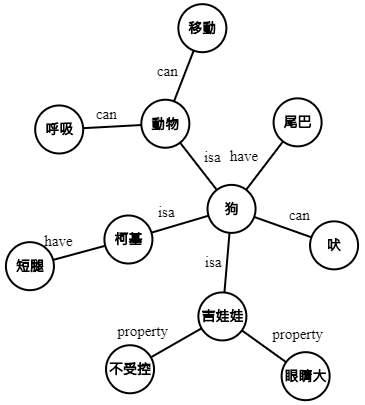 移動
can
呼吸
can
動物
尾巴
isa
have
狗
isa
can
柯基
吠
have
短腿
isa
吉娃娃
property
property
不受控
眼睛大